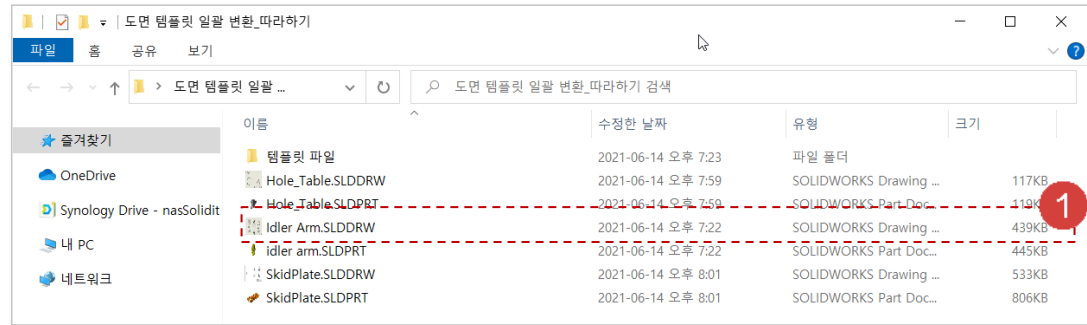 도면 템플릿 일괄 변환_따라하기
파일 홈 공유 보기
도면 템플릿 일괄 ... 도면 템플릿 일괄 변환_따라하기 검색
이름 수정한 날짜 유형 크기
즐겨찾기
템플릿 파일 2021-06-14 오후 7:23 파일 폴더
OneDrive
Hole_Table.SLDDRW 2021-06-14 오후 7:59 SOLIDWORKS Drawing ... 117KB
Synology Drive - nasSolidit
Hole_Table.SLDPRT 2021-06-14 오후 7:59 SOLIDWORKS Part Doc... 119KB
1
Idler Arm.SLDDRW 2021-06-14 오후 7:22 SOLIDWORKS Drawing ... 439KB
내 PC
idler arm.SLDPRT 2021-06-14 오후 7:22 SOLIDWORKS Part Doc... 445KB
네트워크
SkidPlate.SLDDRW 2021-06-14 오후 8:01 SOLIDWORKS Drawing ... 533KB
SkidPlate.SLDPRT 2021-06-14 오후 8:01 SOLIDWORKS Part Doc... 806KB